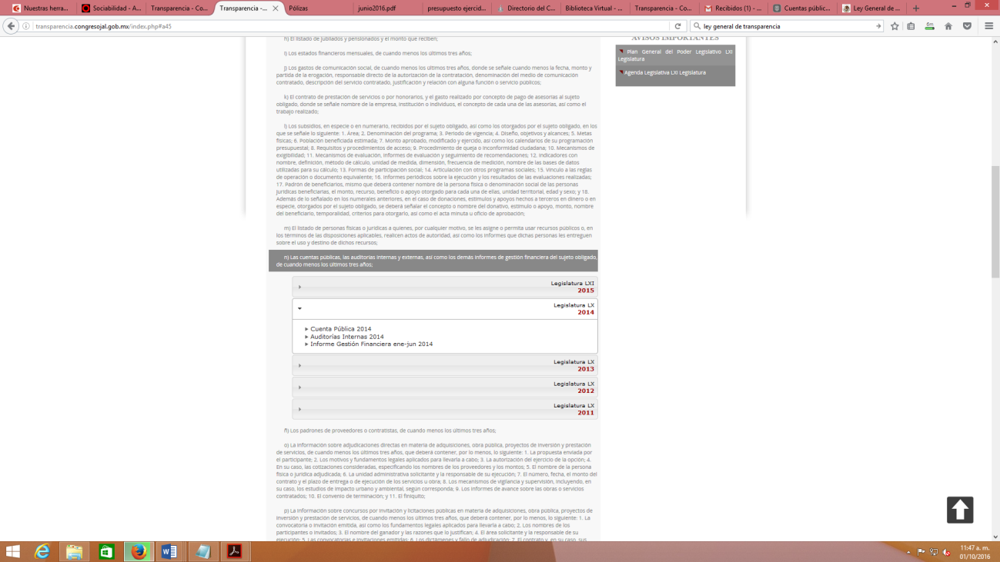 Nuestras herra...
Sociabilidad - A...
Transparencia - Co...
Transparencia -...
Pólizas
junio2016.pdf
presupuesto ejercid...
Directorio del C...
Biblioteca Virtual - ...
Transparencia - Co...
Recibidos (1) - ...
Cuentas públic...
Ley General de ...
transparencia.congresojal.gob.mx/index.php#a45
ley general de transparencia
6m
h) El listado de jubilados y pensionados y el monto que reciben;
AVISOS IMPORTANTES
Plan General del Poder Legislativo LXI
Legislatura
Agenda Legislativa LXI Legislatura
i) Los estados financieros mensuales, de cuando menos los últimos tres años;
j) Los gastos de comunicación social, de cuando menos los últimos tres años, donde se señale cuando menos la fecha, monto y
partida de la erogación, responsable directo de la autorización de la contratación, denominación del medio de comunicación
contratado, descripción del servicio contratado, justificación y relación con alguna función o servicio públicos;
k) El contrato de prestación de servicios o por honorarios, y el gasto realizado por concepto de pago de asesorías al sujeto
obligado, donde se señale nombre de la empresa, institución o individuos, el concepto de cada una de las asesorías, así como el
trabajo realizado;
l) Los subsidios, en especie o en numerario, recibidos por el sujeto obligado, así como los otorgados por el sujeto obligado, en los
que se señale lo siguiente: 1. Área; 2. Denominación del programa; 3. Periodo de vigencia; 4. Diseño, objetivos y alcances; 5. Metas
físicas; 6. Población beneficiada estimada; 7. Monto aprobado, modificado y ejercido, así como los calendarios de su programación
presupuestal; 8. Requisitos y procedimientos de acceso; 9. Procedimiento de queja o inconformidad ciudadana; 10. Mecanismos de
exigibilidad; 11. Mecanismos de evaluación, informes de evaluación y seguimiento de recomendaciones; 12. Indicadores con
nombre, definición, método de cálculo, unidad de medida, dimensión, frecuencia de medición, nombre de las bases de datos
utilizadas para su cálculo; 13. Formas de participación social; 14. Articulación con otros programas sociales; 15. Vínculo a las reglas
de operación o documento equivalente; 16. Informes periódicos sobre la ejecución y los resultados de las evaluaciones realizadas;
17. Padrón de beneficiarios, mismo que deberá contener nombre de la persona física o denominación social de las personas
jurídicas beneficiarias, el monto, recurso, beneficio o apoyo otorgado para cada una de ellas, unidad territorial, edad y sexo; y 18.
Además de lo señalado en los numerales anteriores, en el caso de donaciones, estímulos y apoyos hechos a terceros en dinero o en
especie, otorgados por el sujeto obligado, se deberá señalar el concepto o nombre del donativo, estímulo o apoyo, monto, nombre
del beneficiario, temporalidad, criterios para otorgarlo, así como el acta minuta u oficio de aprobación;
m) El listado de personas físicas o jurídicas a quienes, por cualquier motivo, se les asigne o permita usar recursos públicos o, en
los términos de las disposiciones aplicables, realicen actos de autoridad, así como los informes que dichas personas les entreguen
sobre el uso y destino de dichos recursos;
n) Las cuentas públicas, las auditorías internas y externas, así como los demás informes de gestión financiera del sujeto obligado,
de cuando menos los últimos tres años;
Legislatura LXI
2015
Legislatura LX
2014
Cuenta Pública 2014
Auditorías Internas 2014
Informe Gestión Financiera ene-jun 2014
Legislatura LX
2013
Legislatura LX
2012
Legislatura LX
2011
ñ) Los padrones de proveedores o contratistas, de cuando menos los últimos tres años;
o) La información sobre adjudicaciones directas en materia de adquisiciones, obra pública, proyectos de inversión y prestación
de servicios, de cuando menos los últimos tres años, que deberá contener, por lo menos, lo siguiente: 1. La propuesta enviada por
el participante; 2. Los motivos y fundamentos legales aplicados para llevarla a cabo; 3. La autorización del ejercicio de la opción; 4.
En su caso, las cotizaciones consideradas, especificando los nombres de los proveedores y los montos; 5. El nombre de la persona
física o jurídica adjudicada; 6. La unidad administrativa solicitante y la responsable de su ejecución; 7. El número, fecha, el monto del
contrato y el plazo de entrega o de ejecución de los servicios u obra; 8. Los mecanismos de vigilancia y supervisión, incluyendo, en
su caso, los estudios de impacto urbano y ambiental, según corresponda; 9. Los informes de avance sobre las obras o servicios
contratados; 10. El convenio de terminación; y 11. El finiquito;
p) La información sobre concursos por invitación y licitaciones públicas en materia de adquisiciones, obra pública, proyectos de
inversión y prestación de servicios, de cuando menos los últimos tres años, que deberá contener, por lo menos, lo siguiente: 1. La
convocatoria o invitación emitida, así como los fundamentos legales aplicados para llevarla a cabo; 2. Los nombres de los
participantes o invitados; 3. El nombre del ganador y las razones que lo justifican; 4. El área solicitante y la responsable de su
ejecución; 5. Las convocatorias e invitaciones emitidas; 6. Los dictámenes y fallo de adjudicación; 7. El contrato y, en su caso, sus
11:47 a. m.
01/10/2016